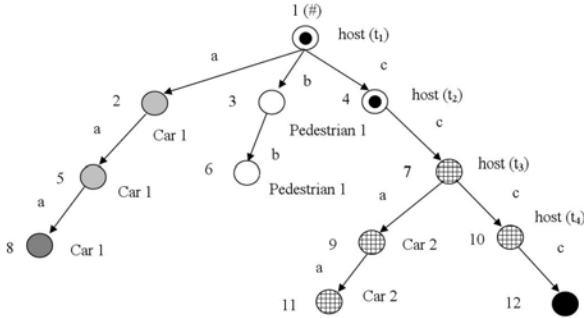 1 (#)
host (t₁)
a
b
c
2
3
4
host (t₂)
Car 1
Pedestrian 1
a
b
c
5
Car 1
6
Pedestrian 1
7
host (t₃)
a
a
c
8
Car 1
9
Car 2
10
host (t₄)
a
c
11
Car 2
12